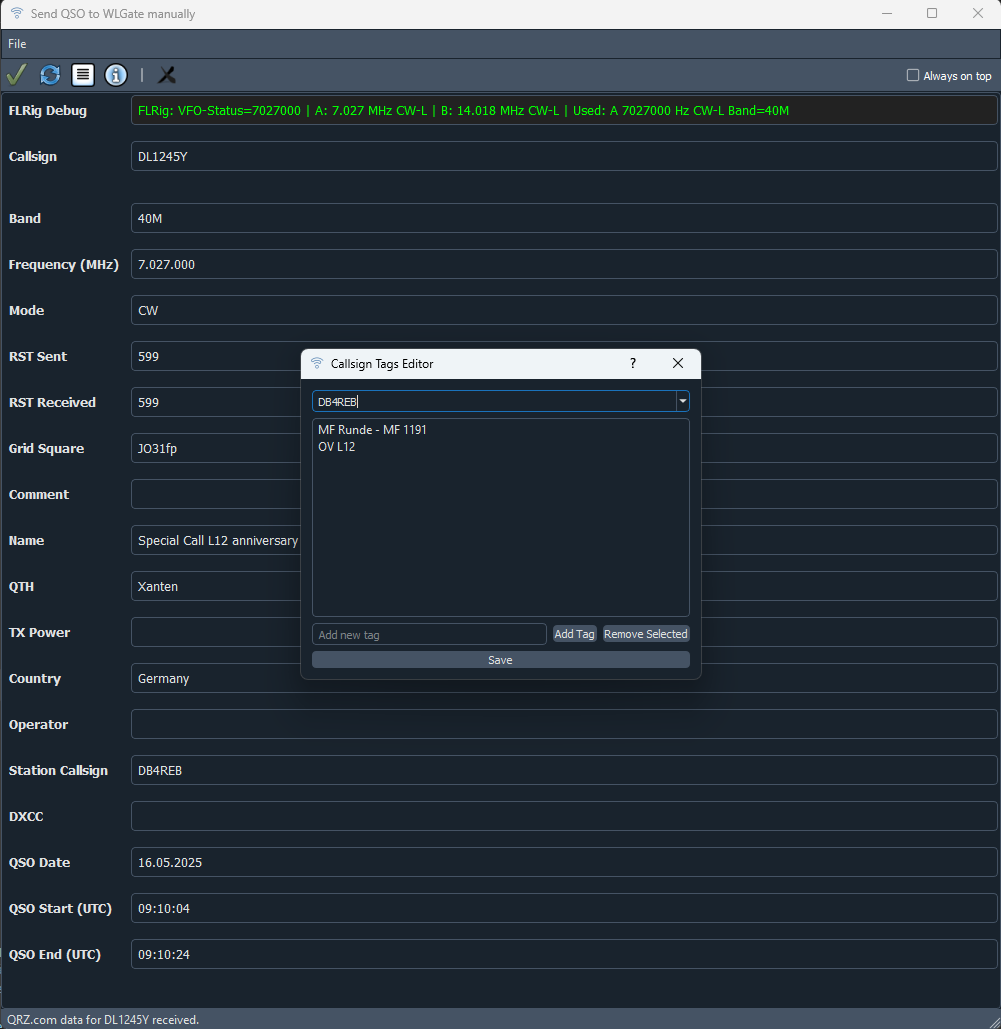 Send QSO to WLGate manually
File
Always on top
FLRig Debug
FLRig: VFO-Status=7027000 | A: 7.027 MHz CW-L | B: 14.018 MHz CW-L | Used: A 7027000 Hz CW-L Band=40M
Callsign
DL1245Y
Band
40M
Frequency (MHz)
7.027.000
Mode
CW
RST Sent
599
RST Received
599
Grid Square
JO31fp
Comment
Name
Special Call L12 anniversary
QTH
Xanten
TX Power
Country
Germany
Operator
Station Callsign
DB4REB
DXCC
QSO Date
16.05.2025
QSO Start (UTC)
09:10:04
QSO End (UTC)
09:10:24
QRZ.com data for DL1245Y received.
Callsign Tags Editor
?
DB4REB
MF Runde - MF 1191
OV L12
Add new tag
Add Tag
Remove Selected
Save